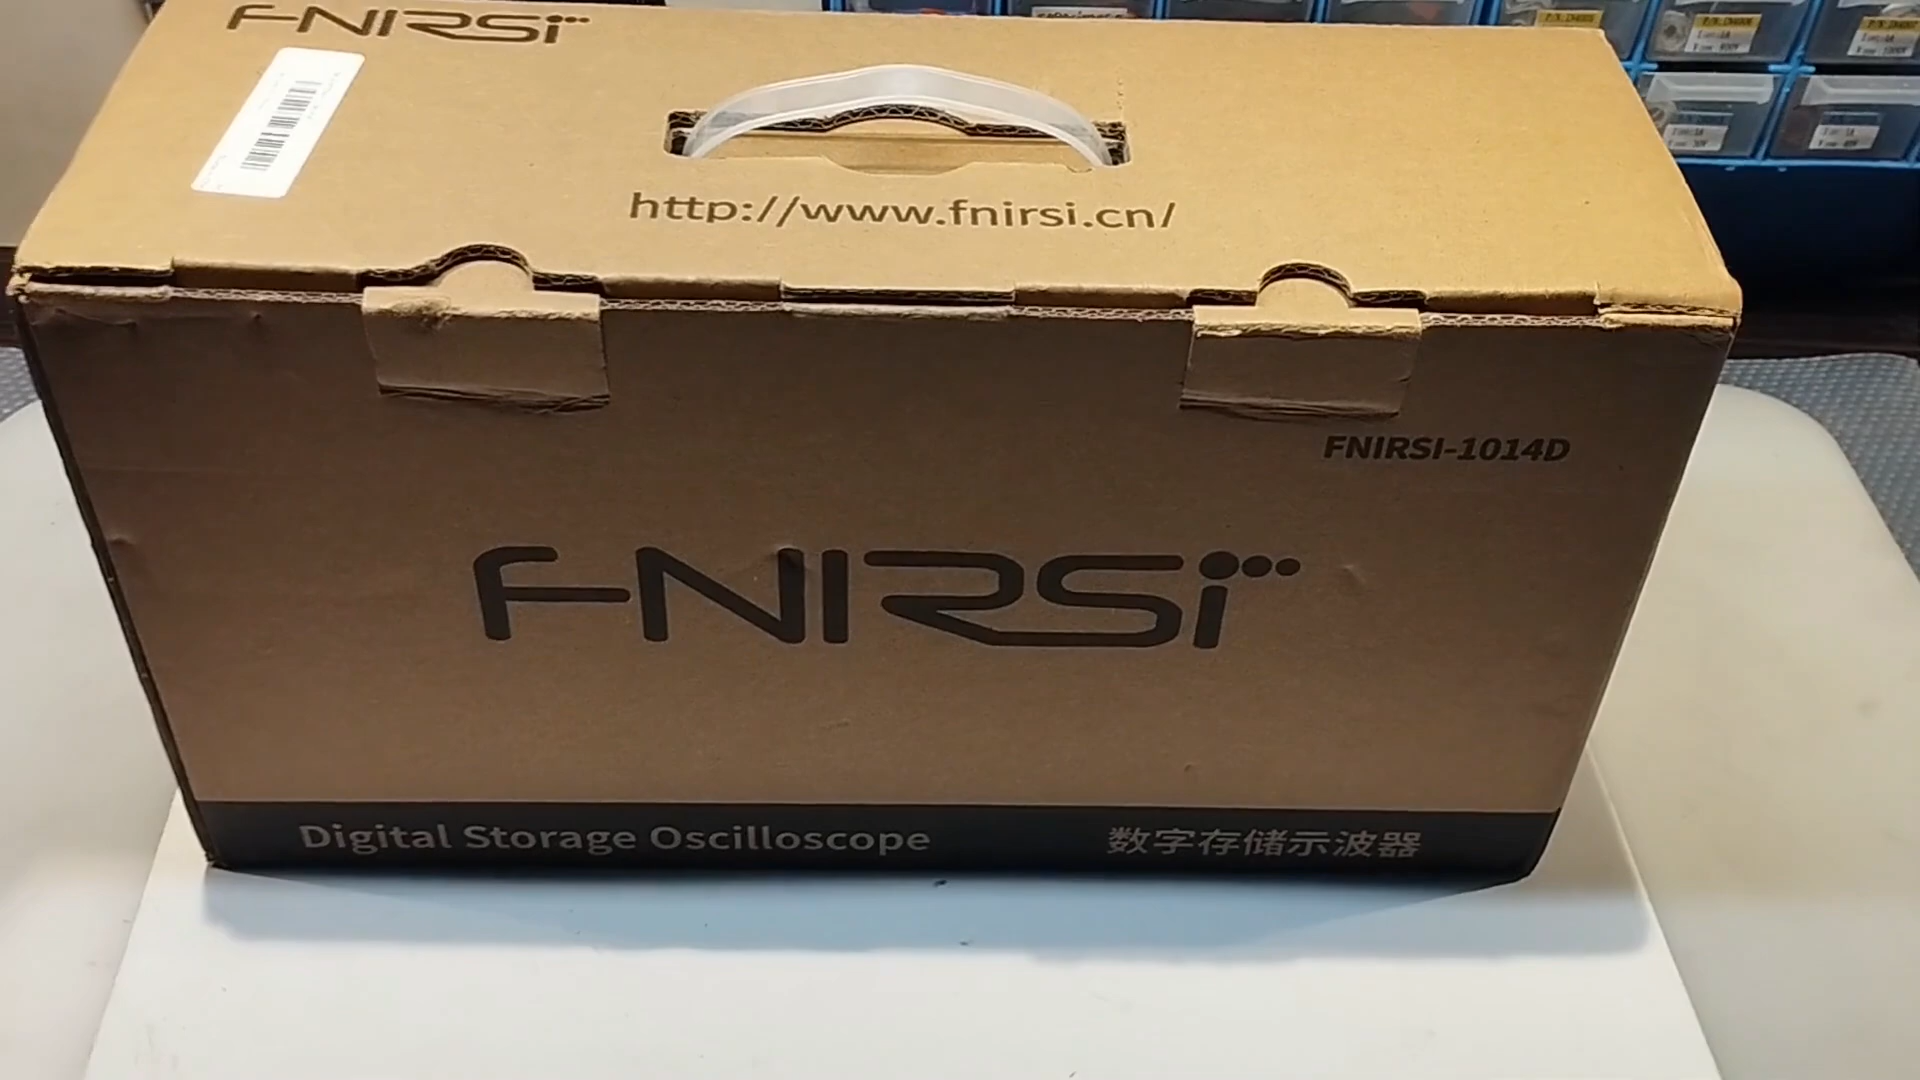 FNIRSI
http://www.fnirsi.cn/
FNIRSI-1014D
FNIRSI
Digital Storage Oscilloscope
数字存储示波器